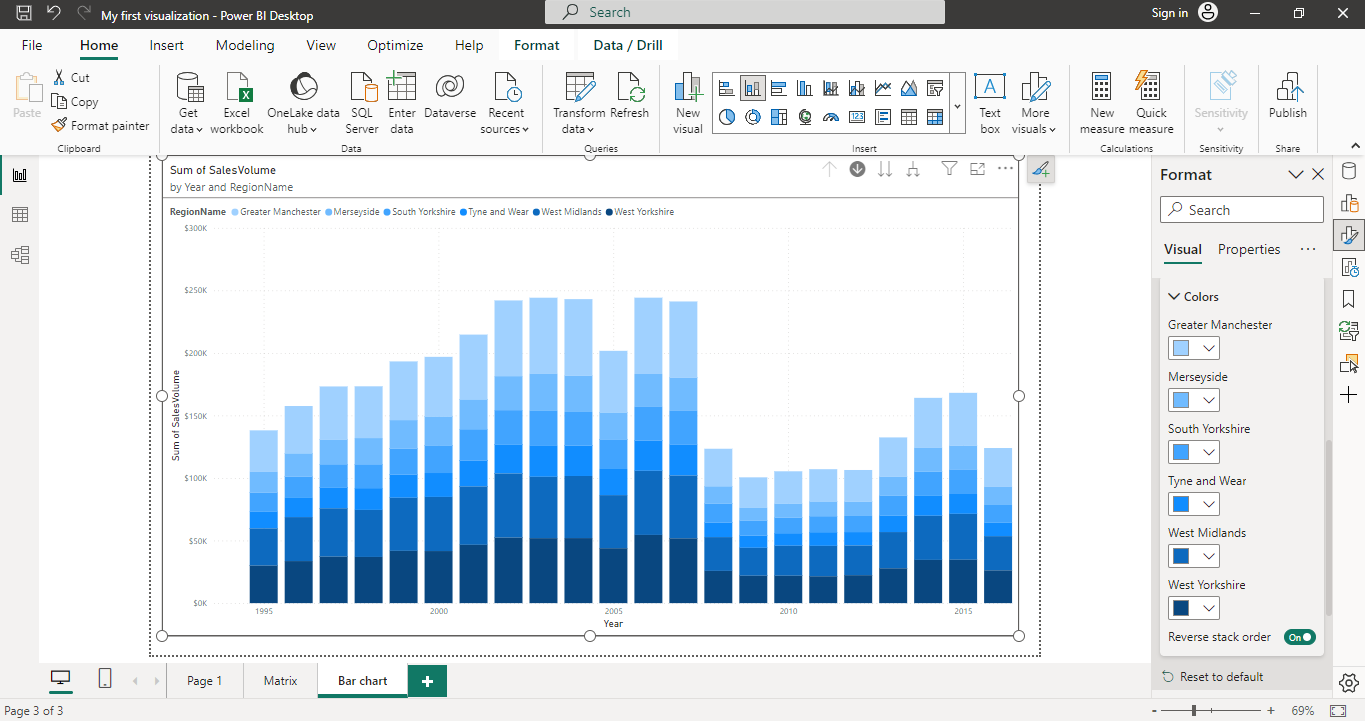 My first visualization - Power BI Desktop
Search
Sign in
File Home Insert Modeling View Optimize Help Format Data / Drill
Paste
Cut
Copy
Format painter
Clipboard
Get data
Excel workbook
OneLake data hub
SQL Server
Enter data
Dataverse
Recent sources
Data
Transform data
Refresh
Queries
New visual
123
A
Text box
More visuals
Insert
New measure
Quick measure
Calculations
Sensitivity
Sensitivity
Publish
Share
Sum of SalesVolume
by Year and RegionName
RegionName Greater Manchester Merseyside South Yorkshire Tyne and Wear West Midlands West Yorkshire
$300K
$250K
$200K
$150K
$100K
$50K
$0K
Sum of SalesVolume
1995 2000 2005 2010 2015
Year
Format
Search
Visual Properties
Colors
Greater Manchester
Merseyside
South Yorkshire
Tyne and Wear
West Midlands
West Yorkshire
Reverse stack order On
Reset to default
Page 1 Matrix Bar chart
Page 3 of 3
- + 69%